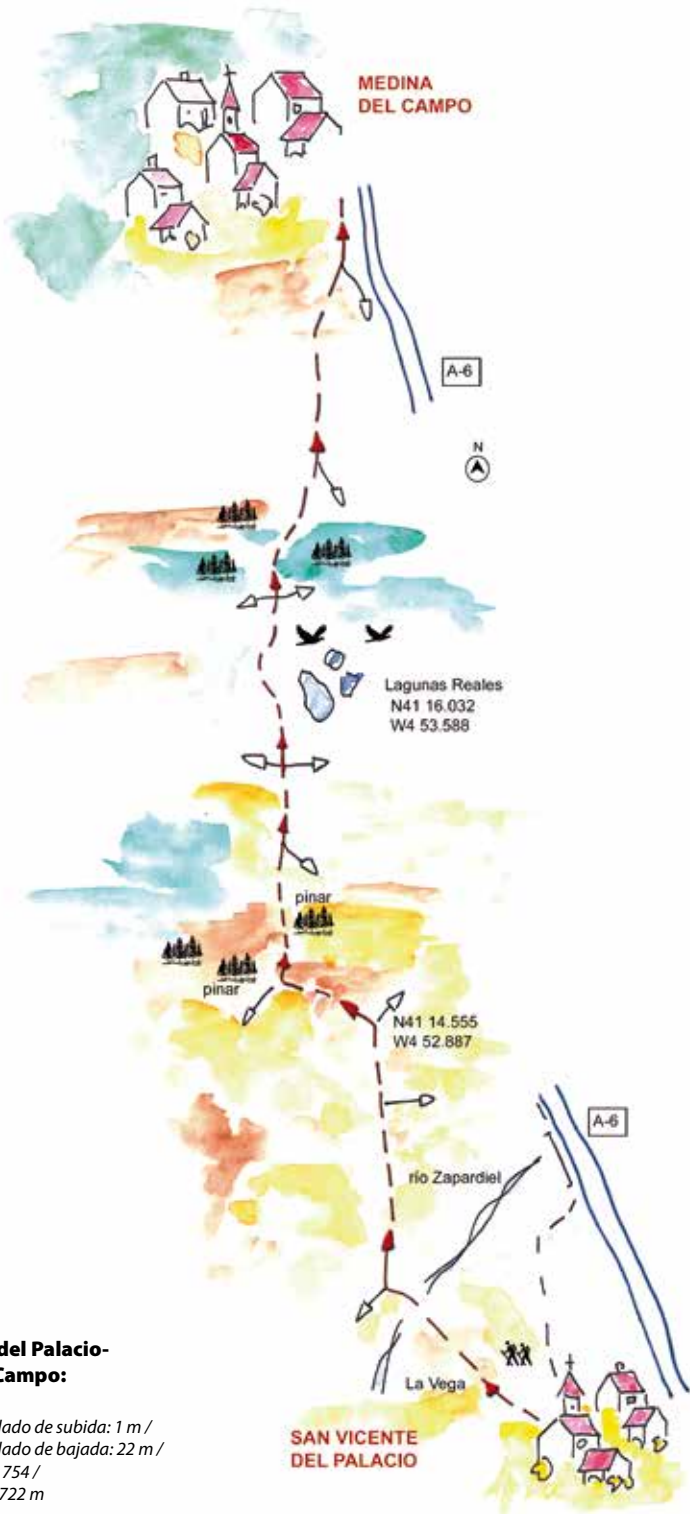 MEDINA
DEL CAMPO
A-6
N
Lagunas Reales
N41 16.032
W4 53.588
pinar
pinar
N41 14.555
W4 52.887
A-6
río Zapardiel
La Vega
SAN VICENTE
DEL PALACIO
del Palacio-
Campo:
lado de subida: 1 m /
lado de bajada: 22 m /
754 /
722 m